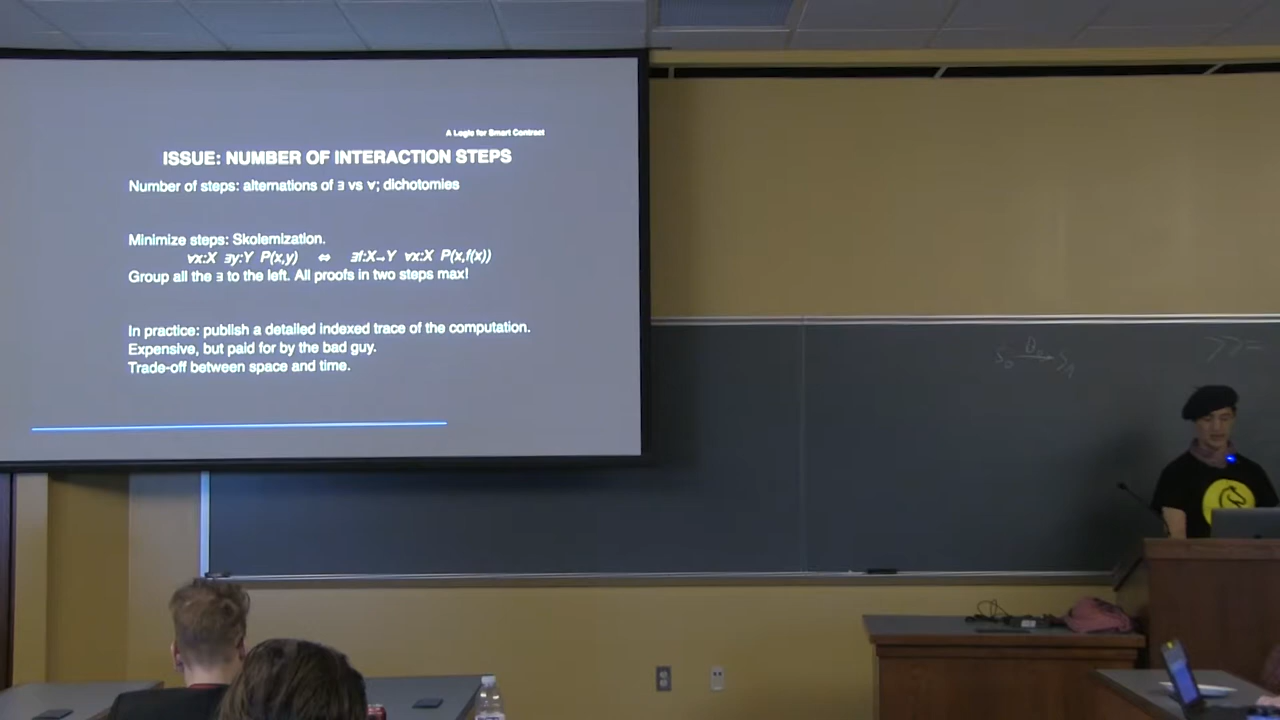 A Logic for Smart Contract
ISSUE: NUMBER OF INTERACTION STEPS
Number of steps: alternations of ∃ vs ∀; dichotomies
Minimize steps: Skolemization.
∀x:X ∃y:Y P(x,y) ⇔ ∃f:X→Y ∀x:X P(x,f(x))
Group all the ∃ to the left. All proofs in two steps max!
In practice: publish a detailed indexed trace of the computation.
Expensive, but paid for by the bad guy.
Trade-off between space and time.